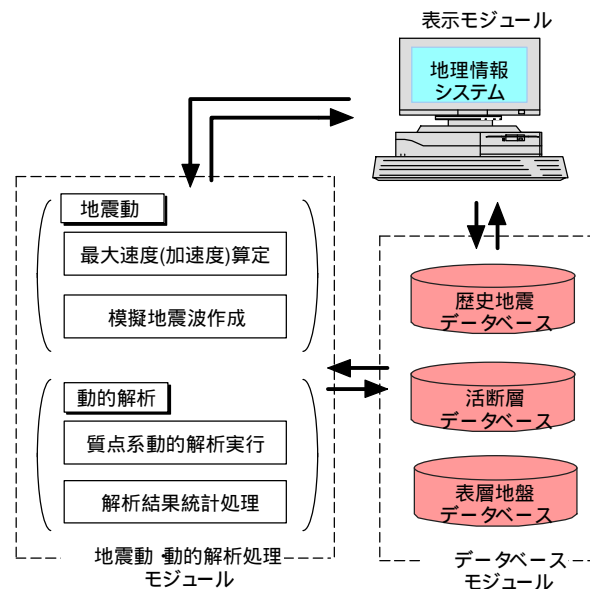 表示モジュール
地理情報
システム
地震動
最大速度(加速度)算定
模擬地震波作成
動的解析
質点系動的解析実行
解析結果統計処理
地震動・動的解析処理
モジュール
歴史地震
データベース
活断層
データベース
表層地盤
データベース
データベース
モジュール